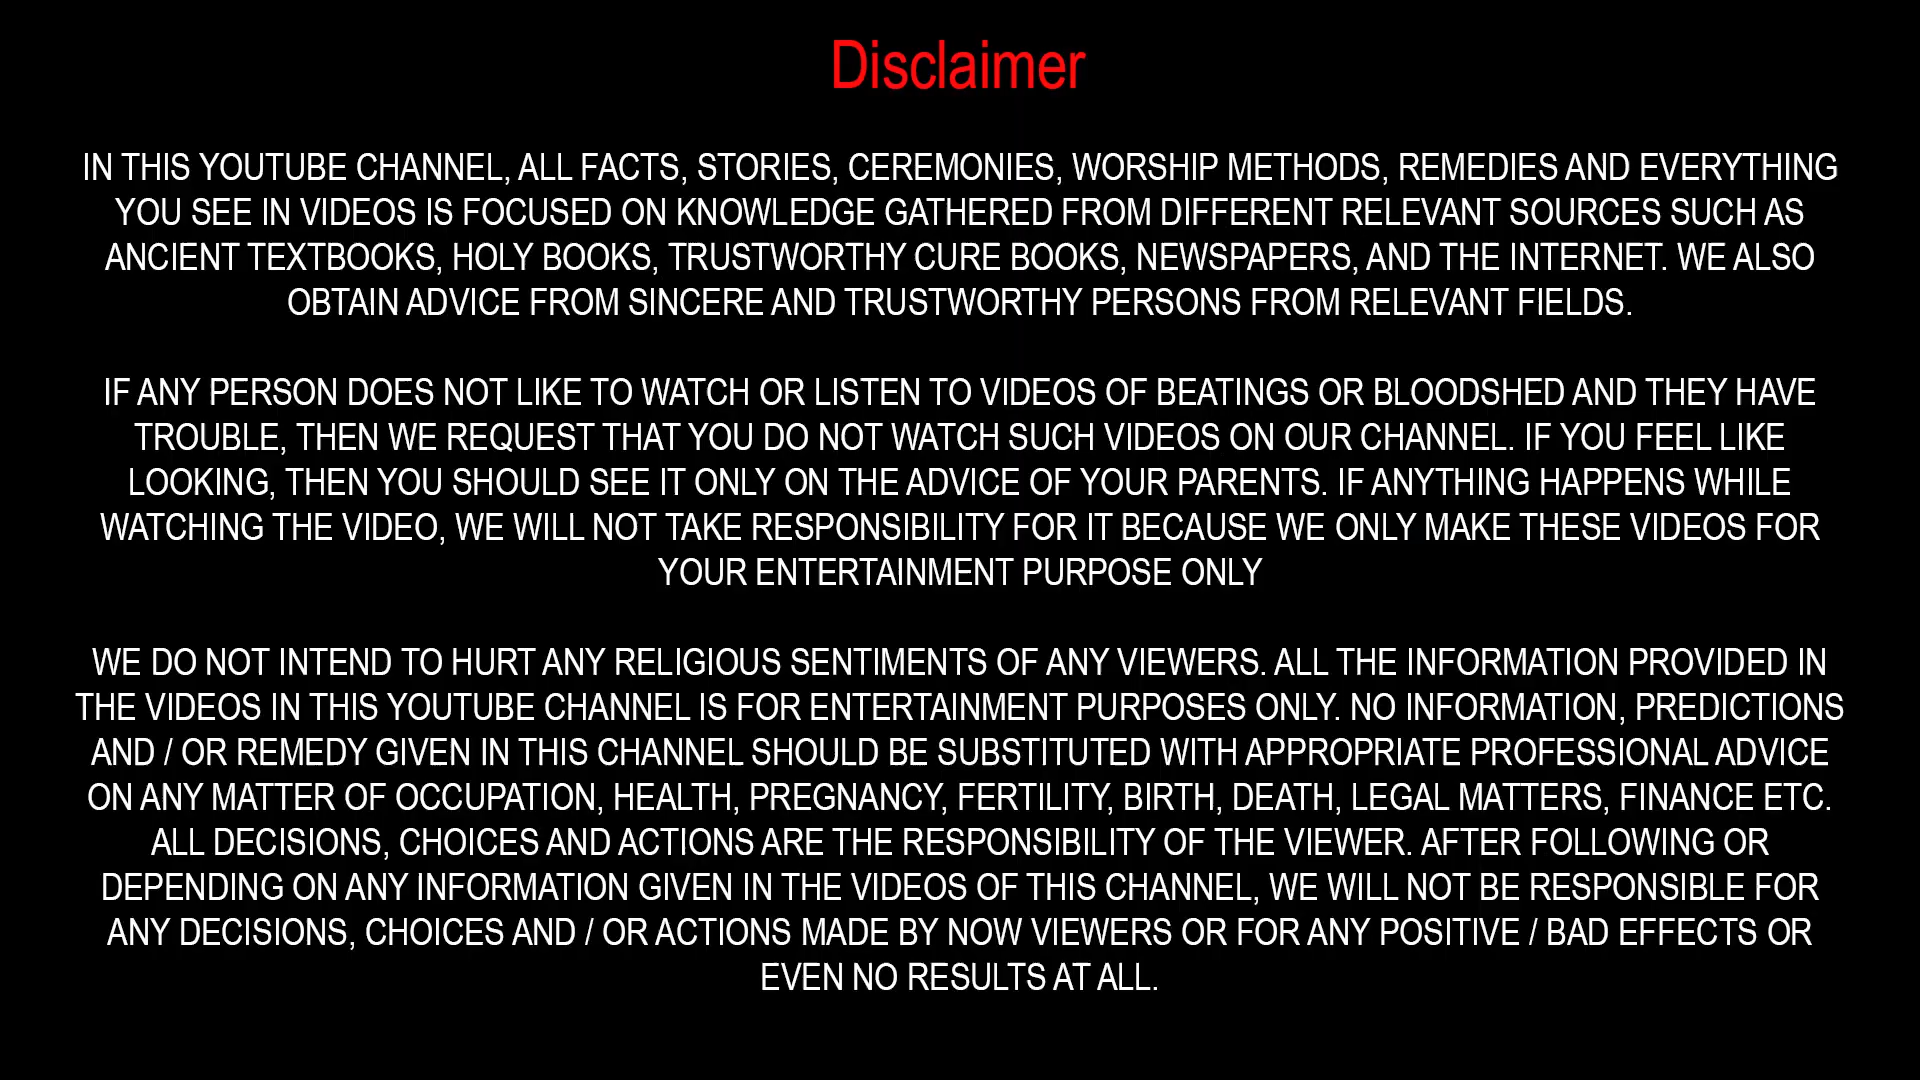 Disclaimer
IN THIS YOUTUBE CHANNEL, ALL FACTS, STORIES, CEREMONIES, WORSHIP METHODS, REMEDIES AND EVERYTHING
YOU SEE IN VIDEOS IS FOCUSED ON KNOWLEDGE GATHERED FROM DIFFERENT RELEVANT SOURCES SUCH AS
ANCIENT TEXTBOOKS, HOLY BOOKS, TRUSTWORTHY CURE BOOKS, NEWSPAPERS, AND THE INTERNET. WE ALSO
OBTAIN ADVICE FROM SINCERE AND TRUSTWORTHY PERSONS FROM RELEVANT FIELDS.
IF ANY PERSON DOES NOT LIKE TO WATCH OR LISTEN TO VIDEOS OF BEATINGS OR BLOODSHED AND THEY HAVE
TROUBLE, THEN WE REQUEST THAT YOU DO NOT WATCH SUCH VIDEOS ON OUR CHANNEL. IF YOU FEEL LIKE
LOOKING, THEN YOU SHOULD SEE IT ONLY ON THE ADVICE OF YOUR PARENTS. IF ANYTHING HAPPENS WHILE
WATCHING THE VIDEO, WE WILL NOT TAKE RESPONSIBILITY FOR IT BECAUSE WE ONLY MAKE THESE VIDEOS FOR
YOUR ENTERTAINMENT PURPOSE ONLY
WE DO NOT INTEND TO HURT ANY RELIGIOUS SENTIMENTS OF ANY VIEWERS. ALL THE INFORMATION PROVIDED IN
THE VIDEOS IN THIS YOUTUBE CHANNEL IS FOR ENTERTAINMENT PURPOSES ONLY. NO INFORMATION, PREDICTIONS
AND / OR REMEDY GIVEN IN THIS CHANNEL SHOULD BE SUBSTITUTED WITH APPROPRIATE PROFESSIONAL ADVICE
ON ANY MATTER OF OCCUPATION, HEALTH, PREGNANCY, FERTILITY, BIRTH, DEATH, LEGAL MATTERS, FINANCE ETC.
ALL DECISIONS, CHOICES AND ACTIONS ARE THE RESPONSIBILITY OF THE VIEWER. AFTER FOLLOWING OR
DEPENDING ON ANY INFORMATION GIVEN IN THE VIDEOS OF THIS CHANNEL, WE WILL NOT BE RESPONSIBLE FOR
ANY DECISIONS, CHOICES AND / OR ACTIONS MADE BY NOW VIEWERS OR FOR ANY POSITIVE / BAD EFFECTS OR
EVEN NO RESULTS AT ALL.